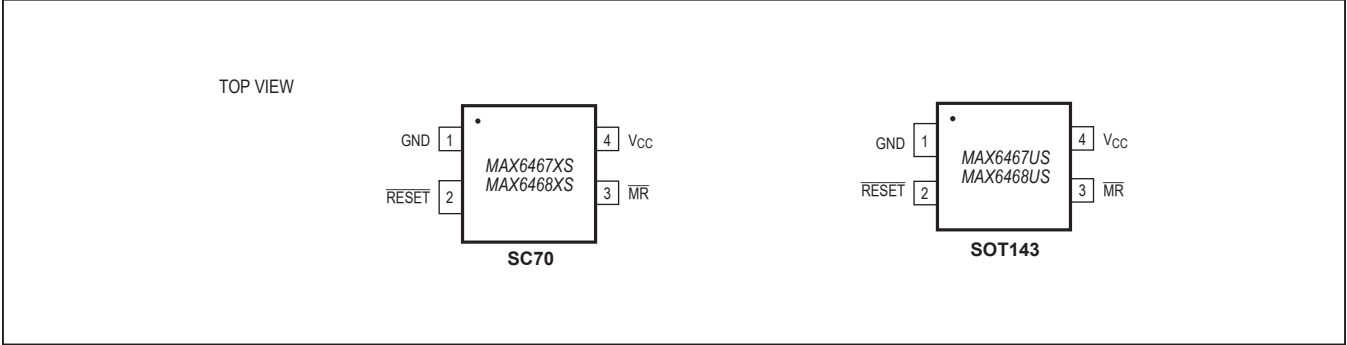 TOP VIEW
GND 1
4 VCC
MAX6467XS
MAX6468XS
RESET 2
3 MR
SC70
GND 1
4 VCC
MAX6467US
MAX6468US
RESET 2
3 MR
SOT143